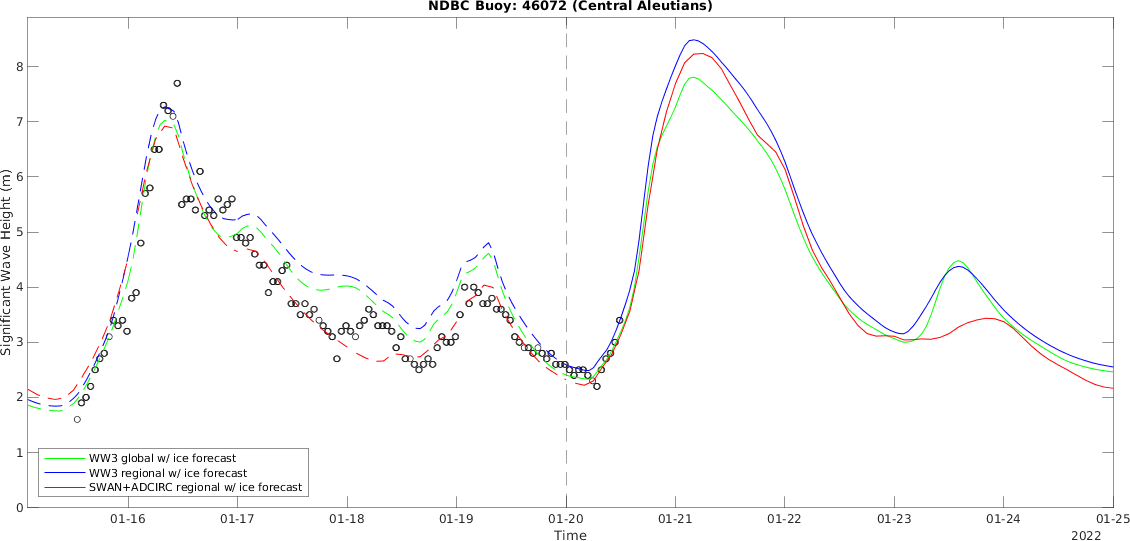 NDBC Buoy: 46072 (Central Aleutians)
Significant Wave Height (m)
8
7
6
5
4
3
2
1
0
WW3 global w/ ice forecast
WW3 regional w/ ice forecast
SWAN+ADCIRC regional w/ ice forecast
01-16 01-17 01-18 01-19 01-20 01-21 01-22 01-23 01-24 01-25
Time
2022